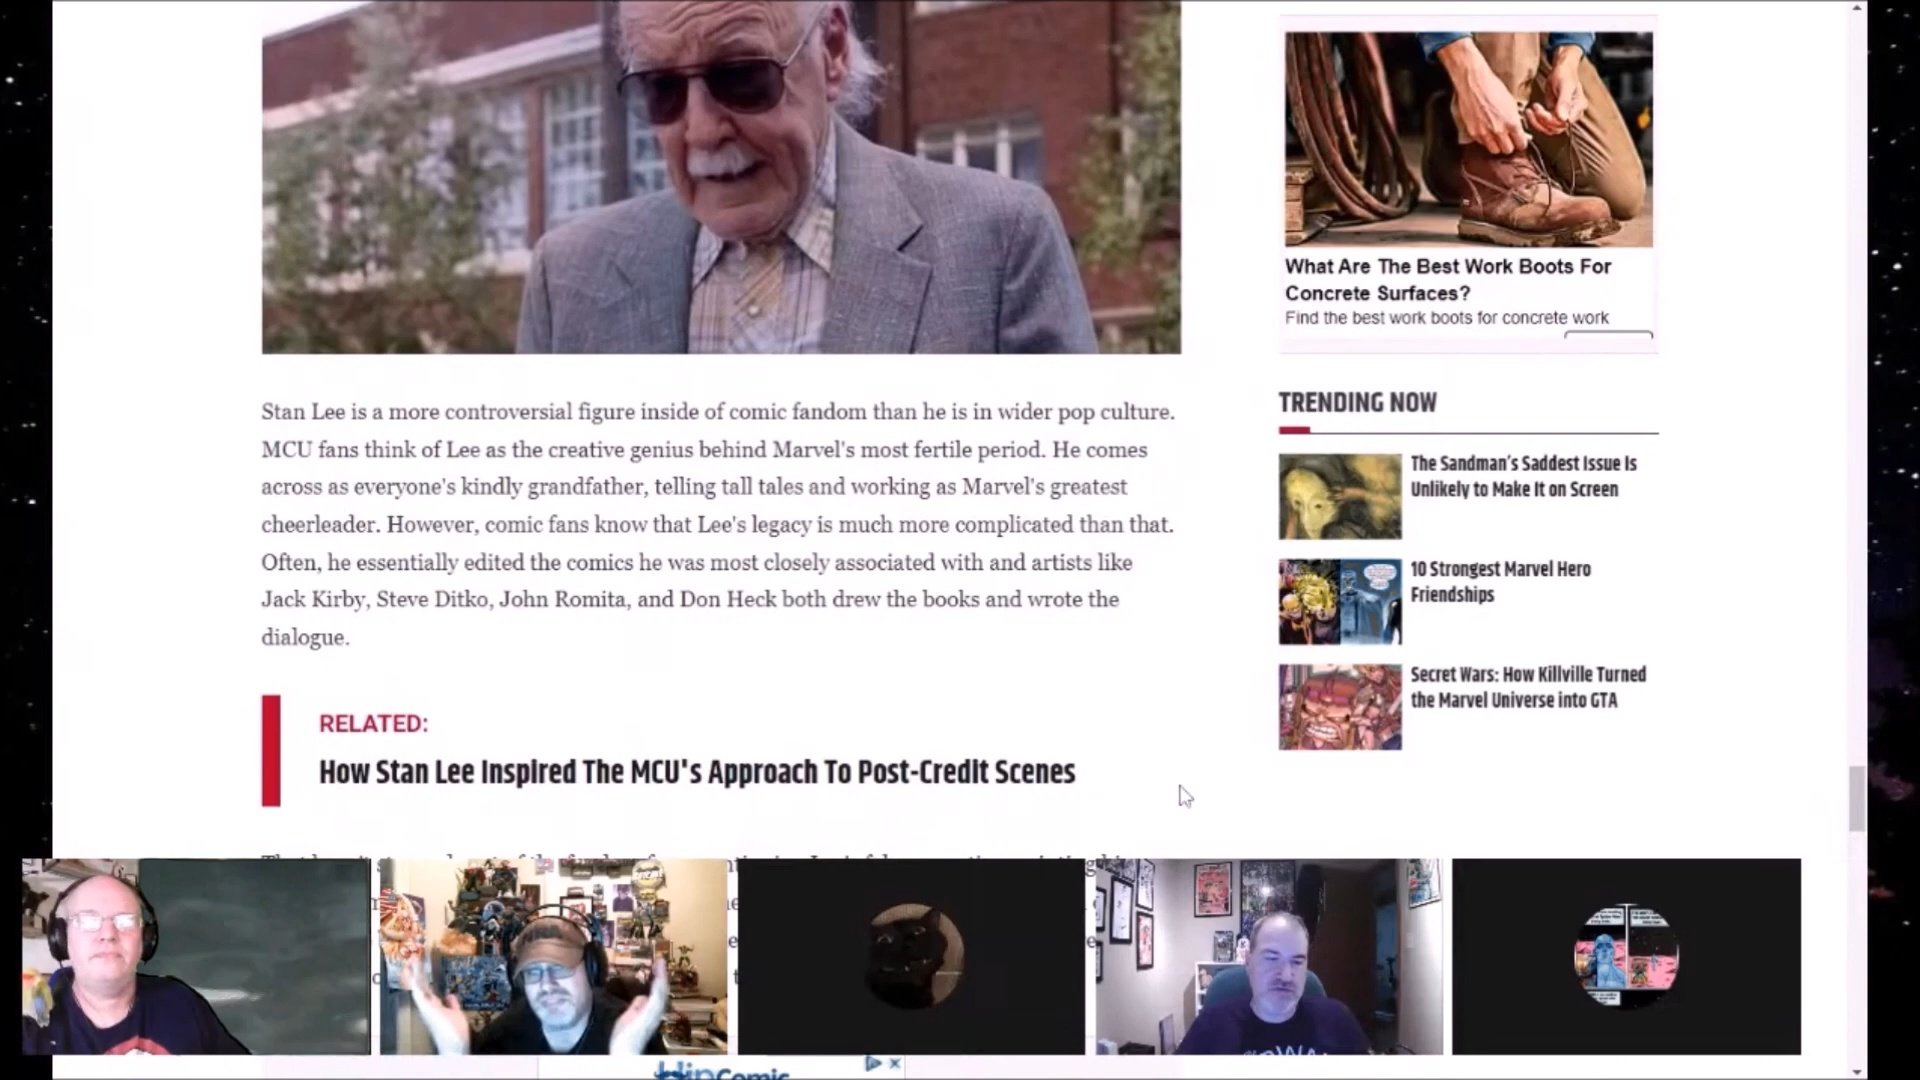 What Are The Best Work Boots For
Concrete Surfaces?
Find the best work boots for concrete work
Stan Lee is a more controversial figure inside of comic fandom than he is in wider pop culture.
MCU fans think of Lee as the creative genius behind Marvel's most fertile period. He comes
across as everyone's kindly grandfather, telling tall tales and working as Marvel's greatest
cheerleader. However, comic fans know that Lee's legacy is much more complicated than that.
Often, he essentially edited the comics he was most closely associated with and artists like
Jack Kirby, Steve Ditko, John Romita, and Don Heck both drew the books and wrote the
dialogue.
RELATED:
How Stan Lee Inspired The MCU's Approach To Post-Credit Scenes
TRENDING NOW
The Sandman's Saddest Issue Is
Unlikely to Make It on Screen
10 Strongest Marvel Hero
Friendships
Secret Wars: How Killville Turned
the Marvel Universe into GTA
HipComic